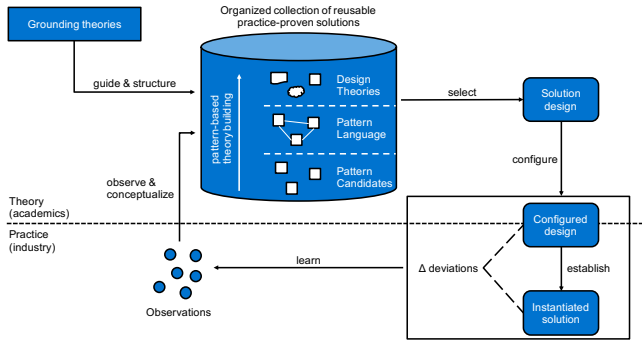 Organized collection of reusable
practice-proven solutions
Grounding theories
guide & structure
pattern-based
theory building
Design
Theories
Pattern
Language
Pattern
Candidates
select
Solution
design
configure
observe &
conceptualize
Theory
(academics)
Practice
(industry)
Configured
design
learn
Δ deviations
establish
Instantiated
solution
Observations